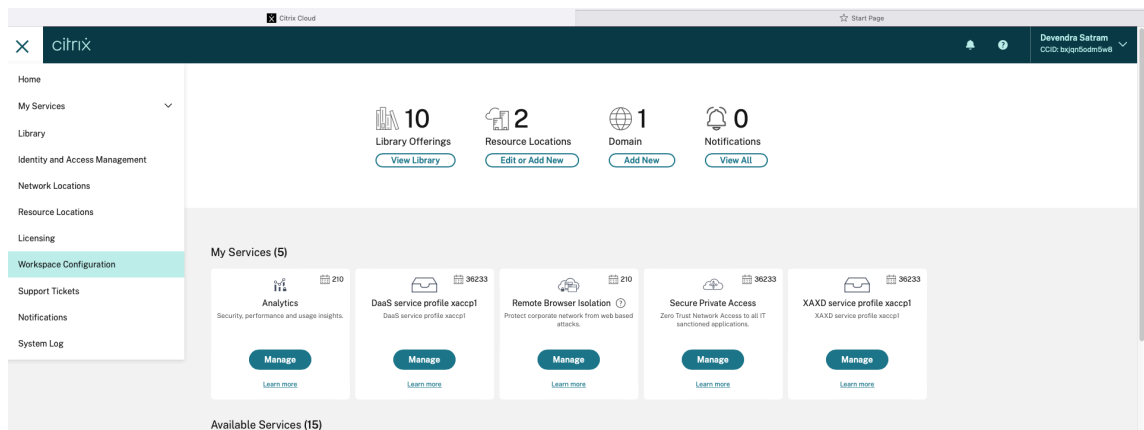 Citrix Cloud
Start Page
citrix
Devendra Satram
CCID: bxjqn5odm5w8
Home
My Services
Library
Identity and Access Management
Network Locations
Resource Locations
Licensing
Workspace Configuration
Support Tickets
Notifications
System Log
10
Library Offerings
View Library
2
Resource Locations
Edit or Add New
1
Domain
Add New
0
Notifications
View All
My Services (5)
210
Analytics
Security, performance and usage insights.
Manage
Learn more
36233
DaaS service profile xaccp1
DaaS service profile xaccp1
Manage
Learn more
210
Remote Browser Isolation ?
Protect corporate network from web based
attacks.
Manage
Learn more
36233
Secure Private Access
Zero Trust Network Access to all IT
sanctioned applications.
Manage
Learn more
36233
XAXD service profile xaccp1
XAXD service profile xaccp1
Manage
Learn more
Available Services (15)